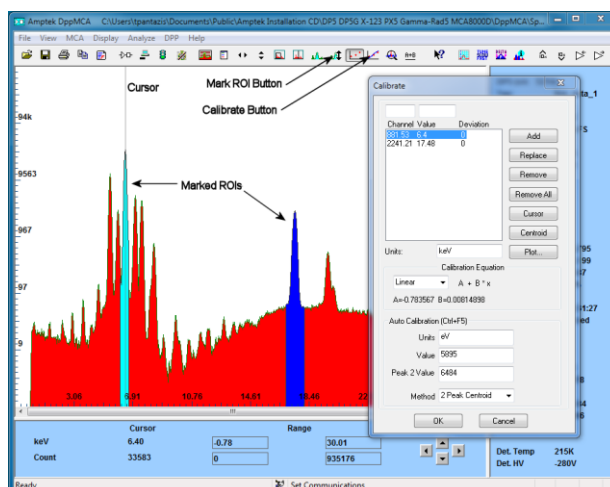 Amptek DppMCA C:\tpantazis\Documents\Public\Amptek Installation CD\DP5 DP5G X-123 PX5 Gamma-Rad5 MCA8000D\DppMCA\Sp...
File View MCA Display Analyze DPP Help
Mark ROI Button
Cursor
Calibrate Button
Marked ROIs
94k
9563
967
97
9
3.06 6.91 10.76 14.61 18.46
Calibrate
Channel Value Deviation
881.53 6.4 0
2241.21 17.48 0
Add
Replace
Remove
Remove All
Cursor
Centroid
Plot...
Units: keV
Calibration Equation
Linear A + B * x
A=-0.783567 B=0.00814898
Auto Calibration (Ctrl+F5)
Units eV
Value 5895
Peak 2 Value 6484
Method 2 Peak Centroid
OK Cancel
Cursor Range
keV 6.40 -0.78 30.01
Count 33583 0 935176
Det. Temp 215K
Det. HV -280V
Ready Set Communications